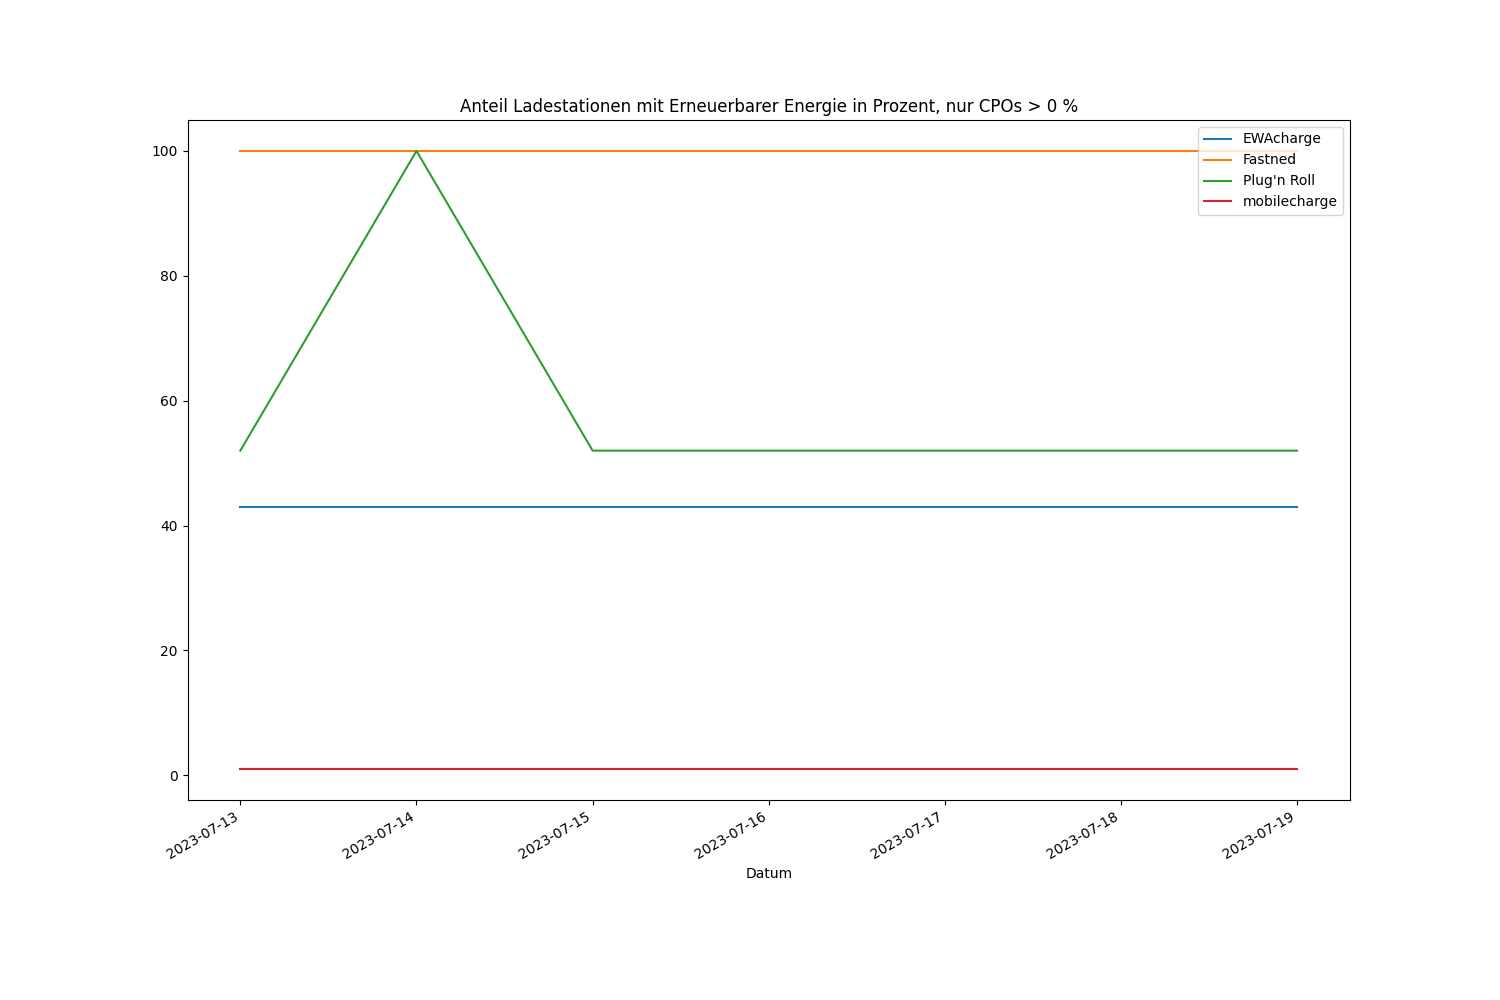 Anteil Ladestationen mit Erneuerbarer Energie in Prozent, nur CPOs > 0 %
EWAcharge
Fastned
Plug'n Roll
mobilecharge
100
80
60
40
20
0
2023-07-13
2023-07-14
2023-07-15
2023-07-16
2023-07-17
2023-07-18
2023-07-19
Datum